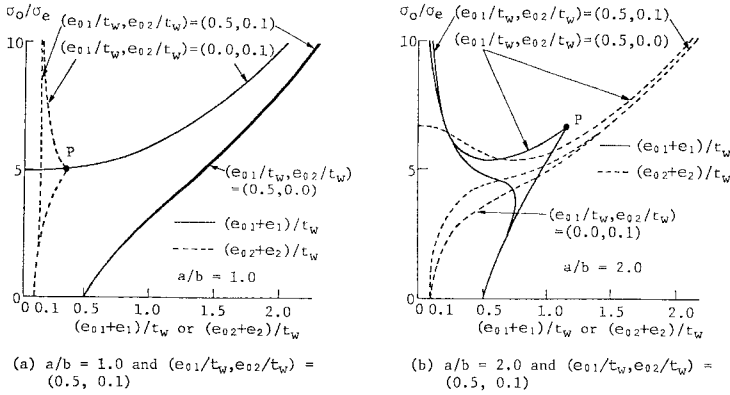 σo/σe
10
5
0
(e01/tw,e02/tw)=(0.5,0.1)
(e01/tw,e02/tw)=(0.0,0.1)
P
(e01/tw,e02/tw)
=(0.5,0.0)
(e01+e1)/tw
(e02+e2)/tw
a/b = 1.0
0 0.1 0.5 1.0 1.5 2.0
(e01+e1)/tw or (e02+e2)/tw
(a) a/b = 1.0 and (e01/tw,e02/tw) =
(0.5, 0.1)
σo/σe
10
5
0
(e01/tw,e02/tw)=(0.5,0.1)
(e01/tw,e02/tw)=(0.5,0.0)
P
(e01+e1)/tw
(e02+e2)/tw
(e01/tw,e02/tw)
=(0.0,0.1)
a/b = 2.0
0 0.1 0.5 1.0 1.5 2.0
(e01+e1)/tw or (e02+e2)/tw
(b) a/b = 2.0 and (e01/tw,e02/tw) =
(0.5, 0.1)